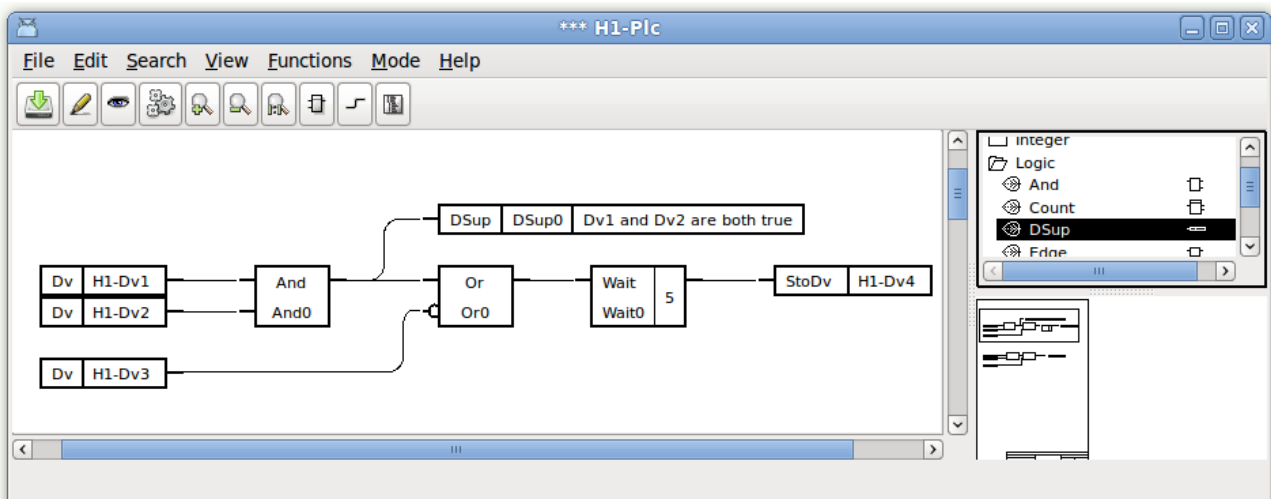 *** H1-Plc
File Edit Search View Functions Mode Help
Integer
Logic
And
Count
DSup
Edge
DSup DSup0 Dv1 and Dv2 are both true
Dv H1-Dv1
And
Or
Wait
5
StoDv H1-Dv4
Dv H1-Dv2
And0
Or0
Wait0
Dv H1-Dv3